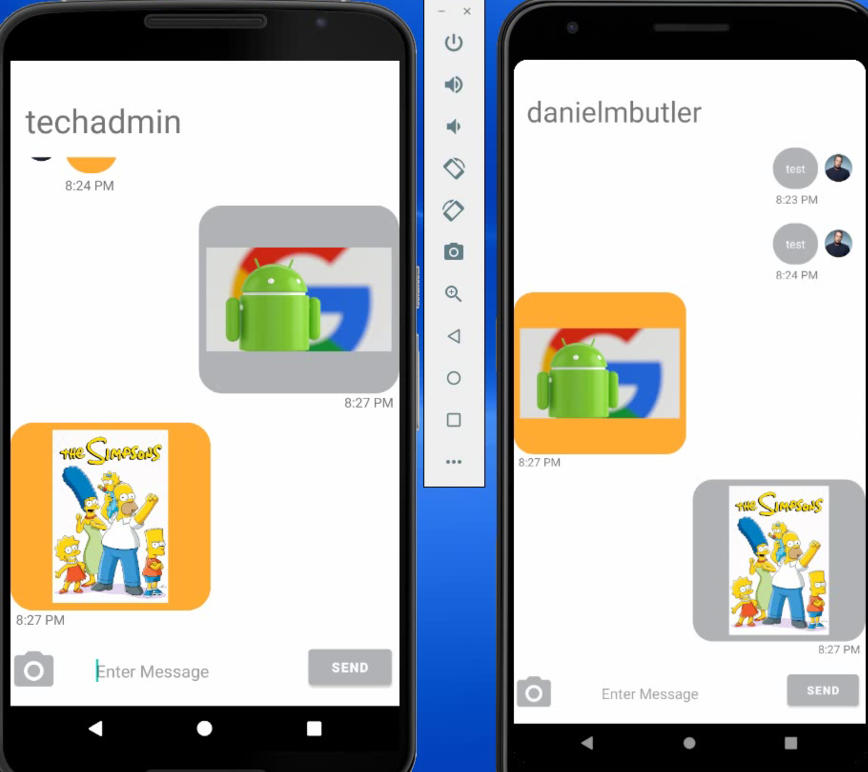 techadmin
8:24 PM
8:27 PM
THE SIMPSONS
8:27 PM
Enter Message
SEND
danielmbutler
test
8:23 PM
test
8:24 PM
8:27 PM
THE SIMPSONS
8:27 PM
Enter Message
SEND